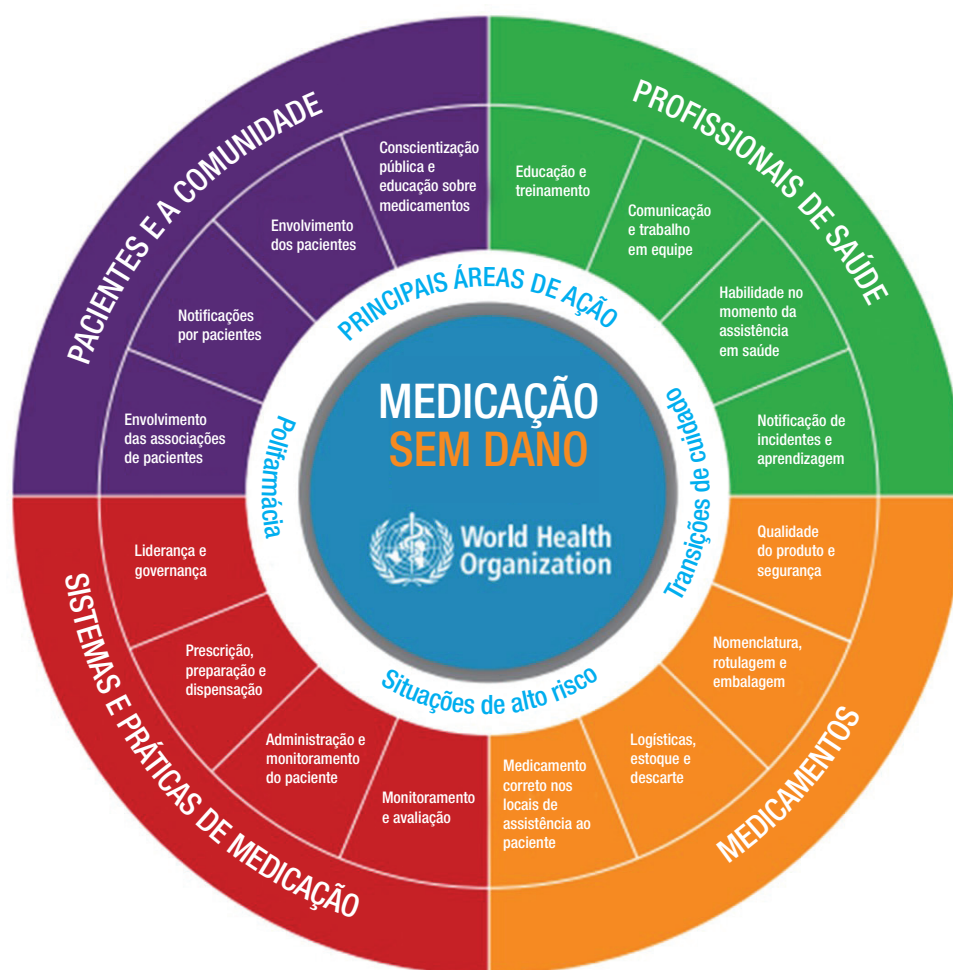 PACIENTES E A COMUNIDADE
Conscientização
pública e
educação sobre
medicamentos
Envolvimento
dos pacientes
Notificações
por pacientes
Envolvimento
das associações
de pacientes
PROFISSIONAIS DE SAÚDE
Educação e
treinamento
Comunicação
e trabalho
em equipe
Habilidade no
momento da
assistência
em saúde
Notificação de
incidentes e
aprendizagem
PRINCIPAIS ÁREAS DE AÇÃO
Polifarmácia
Transições de cuidado
Situações de alto risco
MEDICAÇÃO
SEM DANO
World Health
Organization
SISTEMAS E PRÁTICAS DE MEDICAÇÃO
Liderança e
governança
Prescrição,
preparação e
dispensação
Administração e
monitoramento
do paciente
Monitoramento
e avaliação
MEDICAMENTOS
Qualidade
do produto e
segurança
Nomenclatura,
rotulagem e
embalagem
Logísticas,
estoque e
descarte
Medicamento
correto nos
locais de
assistência ao
paciente